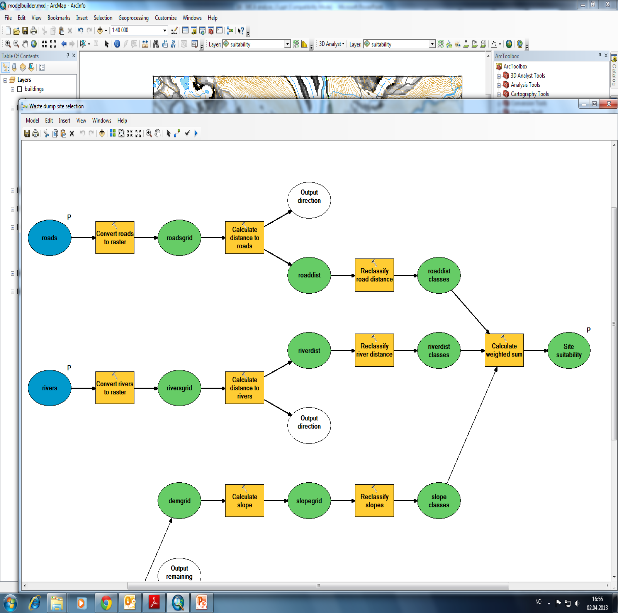 modelbuilder.mxd - ArcMap - ArcInfo
File Edit View Bookmarks Insert Selection Geoprocessing Customize Windows Help
1:40 000
Layer: suitability
3D Analyst Layer: suitability
Table Of Contents
Layers
buildings
ArcToolbox
ArcToolbox
3D Analyst Tools
Analysis Tools
Cartography Tools
Waste dump site selection
Model Edit Insert View Windows Help
Output
direction
P
roads
Convert roads
to raster
roadsgrid
Calculate
distance to
roads
roaddist
Reclassify
road distance
roaddist
classes
riverdist
Reclassify
river distance
riverdist
classes
Calculate
weighted sum
P
Site
suitability
P
rivers
Convert rivers
to raster
riversgrid
Calculate
distance to
rivers
Output
direction
demgrid
Calculate
slope
slopegrid
Reclassify
slopes
slope
classes
Output
remaining
02.04.2013